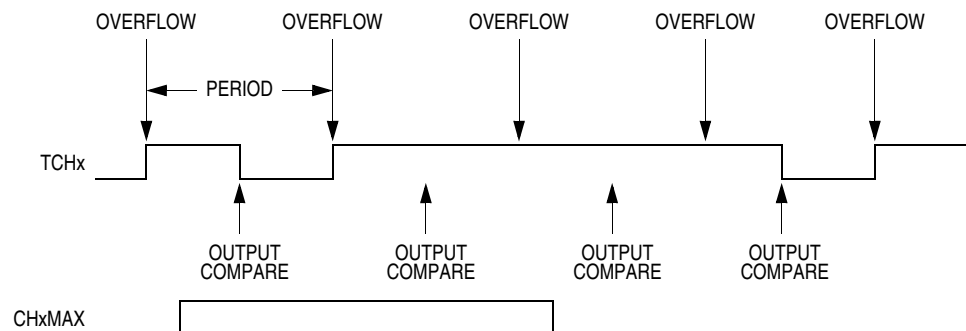 OVERFLOW OVERFLOW OVERFLOW OVERFLOW OVERFLOW
PERIOD
TCHx
OUTPUT COMPARE
OUTPUT COMPARE
OUTPUT COMPARE
OUTPUT COMPARE
CHxMAX